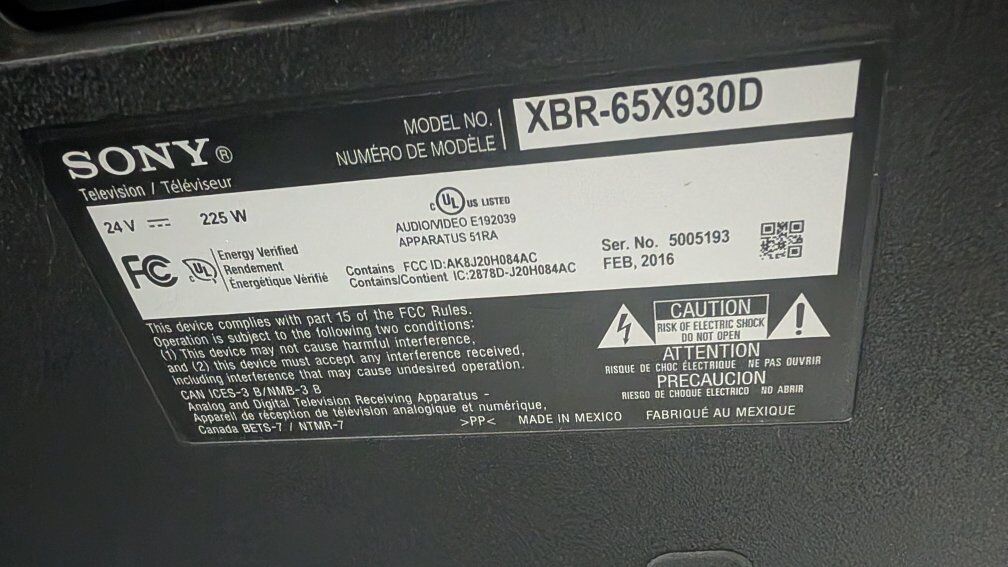 SONY®
Television / Téléviseur
MODEL NO.
NUMÉRO DE MODÈLE
XBR-65X930D
24 V 225 W
c UL US LISTED
AUDIO/VIDEO E192039
APPARATUS 51RA
FC
c UL
Energy Verified
Rendement
Énergétique Vérifié
Contains FCC ID:AK8J20H084AC
Contains/Contient IC:2878D-J20H084AC
Ser. No. 5005193
FEB, 2016
This device complies with part 15 of the FCC Rules.
Operation is subject to the following two conditions:
(1) This device may not cause harmful interference,
and (2) this device must accept any interference received,
including interference that may cause undesired operation.
CAN ICES-3 B/NMB-3 B
Analog and Digital Television Receiving Apparatus -
Appareil de réception de télévision analogique et numérique,
Canada BETS-7 / NTMR-7
CAUTION
RISK OF ELECTRIC SHOCK
DO NOT OPEN
ATTENTION
RISQUE DE CHOC ÉLECTRIQUE NE PAS OUVRIR
PRECAUCION
RIESGO DE CHOQUE ELECTRICO NO ABRIR
>PP< MADE IN MEXICO FABRIQUÉ AU MEXIQUE